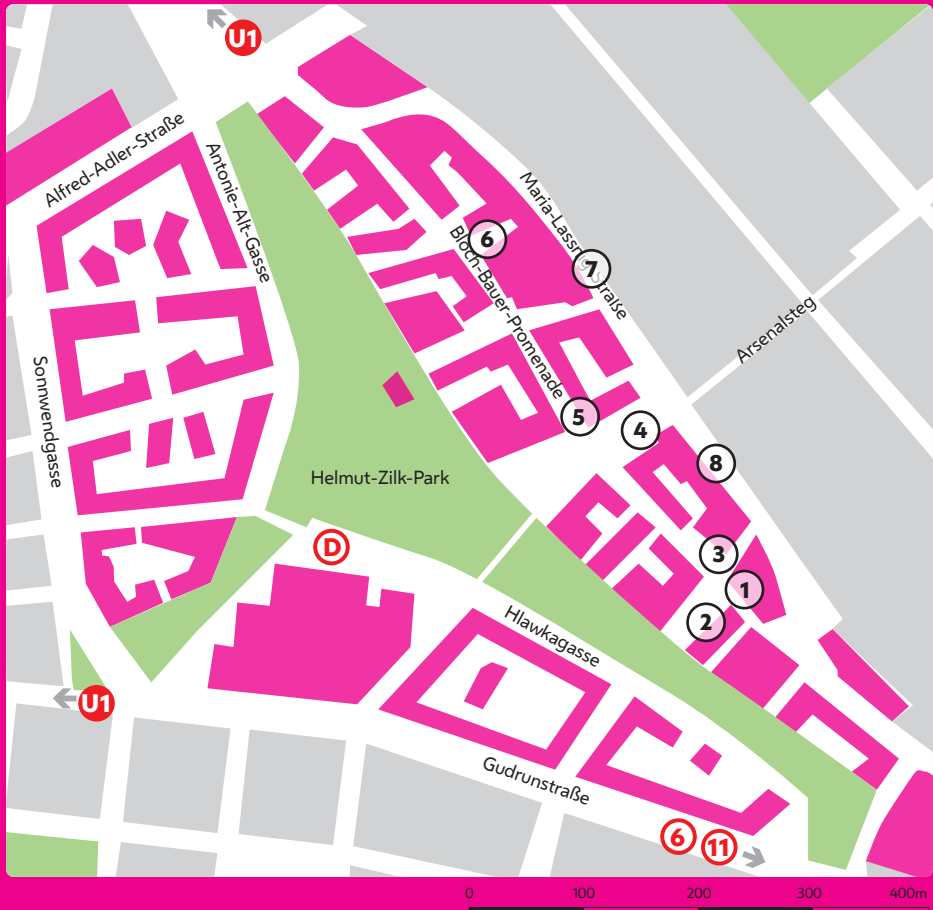 U1
Alfred-Adler-Straße
Antonie-Alt-Gasse
Maria-Lassnig-Straße
6
7
Bloch-Bauer-Promenade
Arsenalsteg
Sonnwendgasse
5
4
8
Helmut-Zilk-Park
D
3
1
2
Hlawkagasse
U1
Gudrunstraße
6
11
0
100
200
300
400m